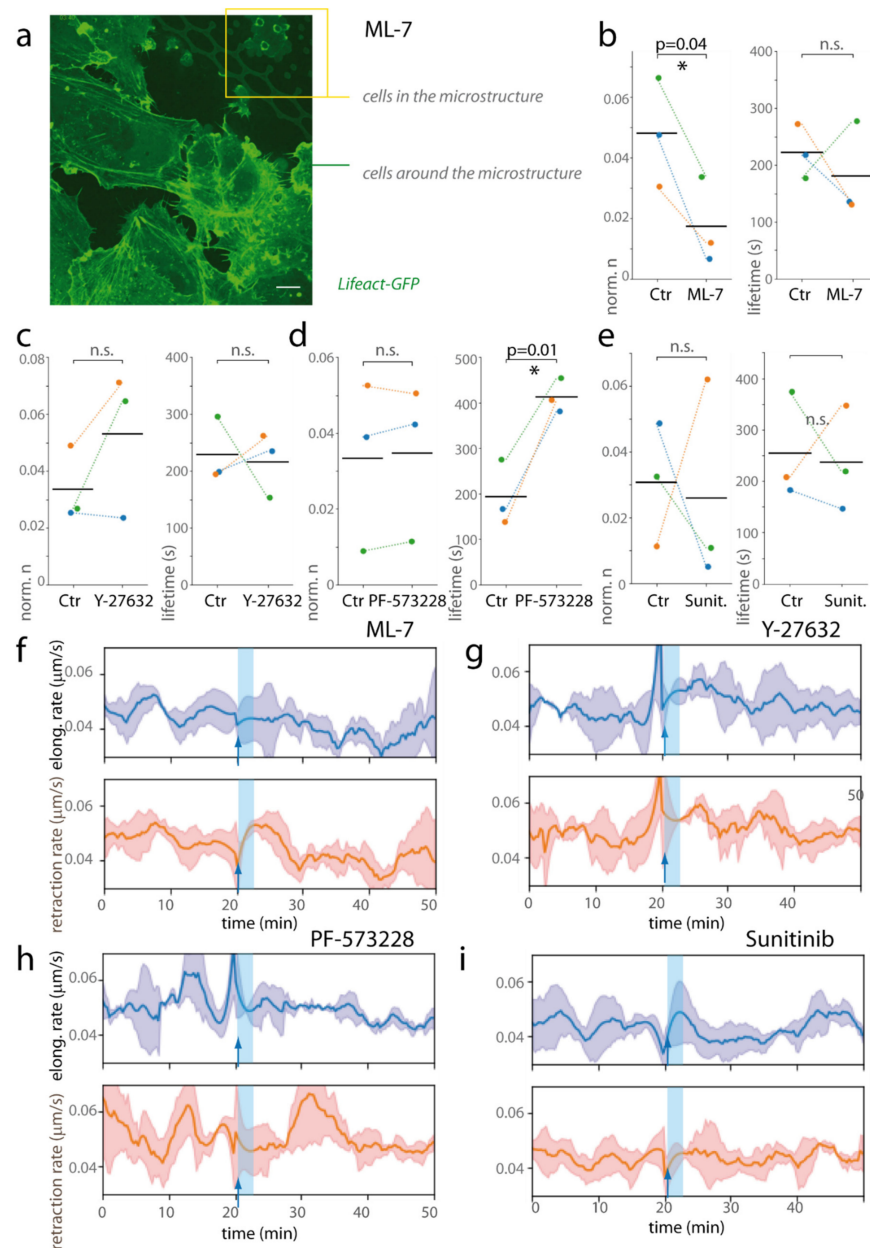 a
ML-7
cells in the microstructure
cells around the microstructure
Lifeact-GFP
b
p=0.04
*
norm. n
0.06
0.04
0.02
0
Ctr
ML-7
n.s.
lifetime (s)
400
300
200
100
0
Ctr
ML-7
c
n.s.
norm. n
0.08
0.06
0.04
0.02
0
Ctr
Y-27632
n.s.
lifetime (s)
400
300
200
100
0
Ctr
Y-27632
d
n.s.
norm. n
0.06
0.04
0.02
0
Ctr
PF-573228
p=0.01
*
lifetime (s)
500
400
300
200
100
0
Ctr
PF-573228
e
n.s.
norm. n
0.06
0.04
0.02
0
Ctr
Sunit.
n.s.
lifetime (s)
400
300
200
100
0
Ctr
Sunit.
f
ML-7
elong. rate (μm/s)
0.06
0.04
retraction rate (μm/s)
0.06
0.04
0 10 20 30 40 50
time (min)
g
Y-27632
0.06
0.04
50
0.06
0.04
0 10 20 30 40
time (min)
h
PF-573228
elong. rate (μm/s)
0.06
0.04
retraction rate (μm/s)
0.06
0.04
0 10 20 30 40 50
time (min)
i
Sunitinib
0.06
0.04
0.06
0.04
0 10 20 30 40 50
time (min)